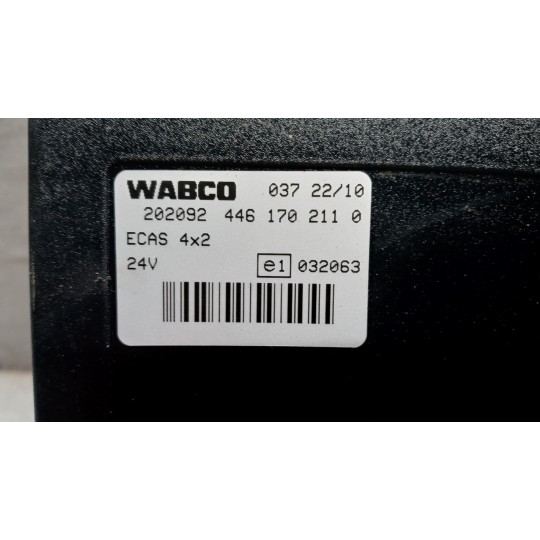 WABCO 037 22/10
202092 446 170 211 0
ECAS 4x2
24V e1 032063